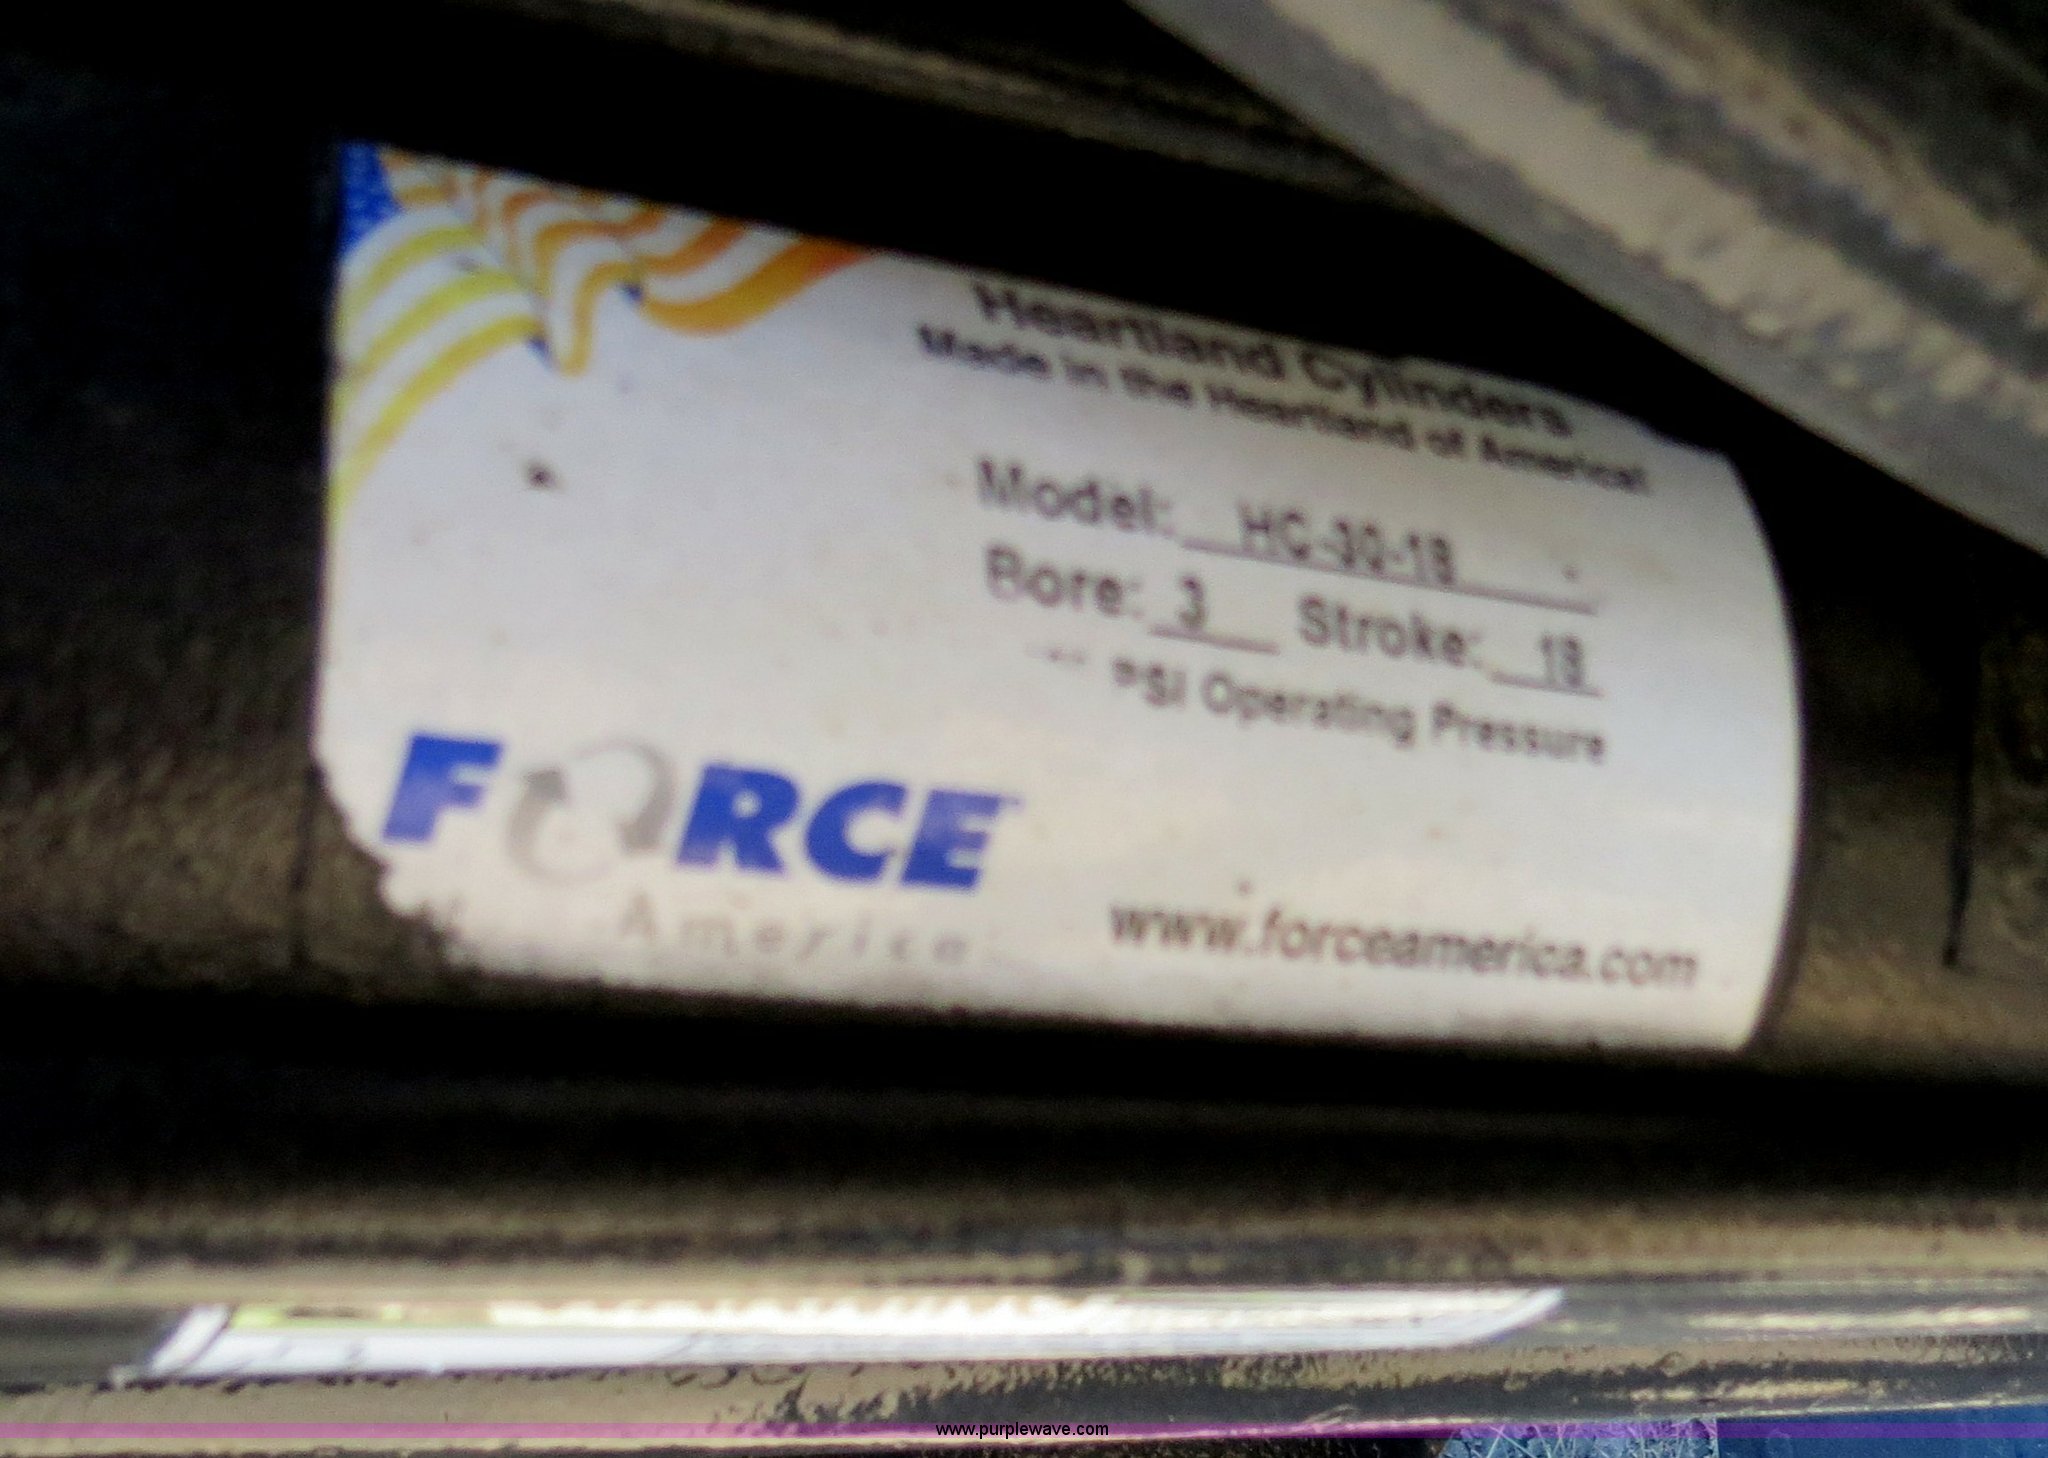 Heartland Cylinders
Made in the Heartland of America!
Model: HC-30-18
Bore: 3 Stroke: 18
PSI Operating Pressure
FORCE
America
www.forceamerica.com
www.purplewave.com